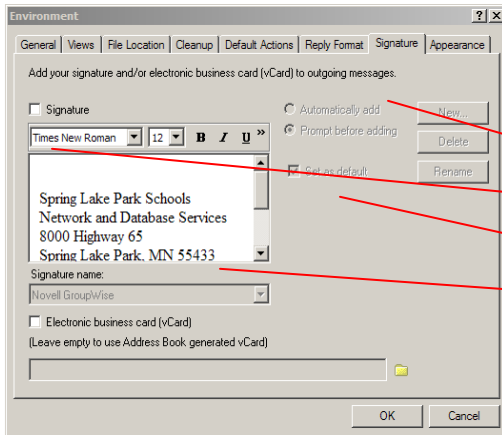 Environment
General Views File Location Cleanup Default Actions Reply Format Signature Appearance
Add your signature and/or electronic business card (vCard) to outgoing messages.
Signature
Automatically add
New...
Times New Roman 12 B I U »
Prompt before adding
Delete
Set as default
Rename
Spring Lake Park Schools
Network and Database Services
8000 Highway 65
Spring Lake Park, MN 55433
Signature name:
Novell GroupWise
Electronic business card (vCard)
(Leave empty to use Address Book generated vCard)
OK Cancel